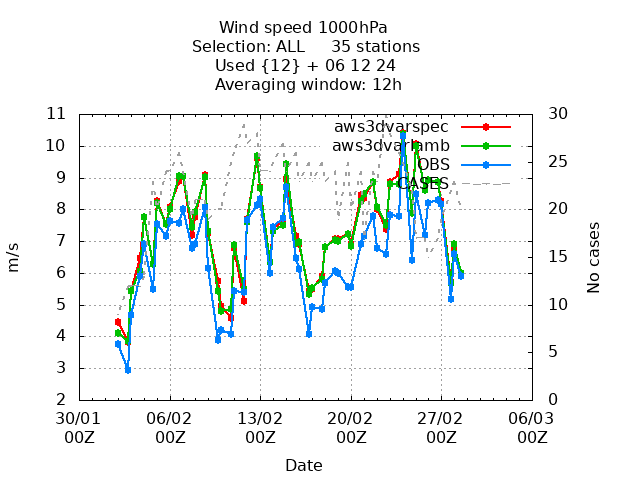 Wind speed 1000hPa
Selection: ALL 35 stations
Used {12} + 06 12 24
Averaging window: 12h
aws3dvarspec
aws3dvarlamb
OBS
CASES
11
10
9
8
7
6
5
4
3
2
m/s
30
25
20
15
10
5
0
No cases
30/01 06/02 13/02 20/02 27/02 06/03
00Z 00Z 00Z 00Z 00Z 00Z
Date